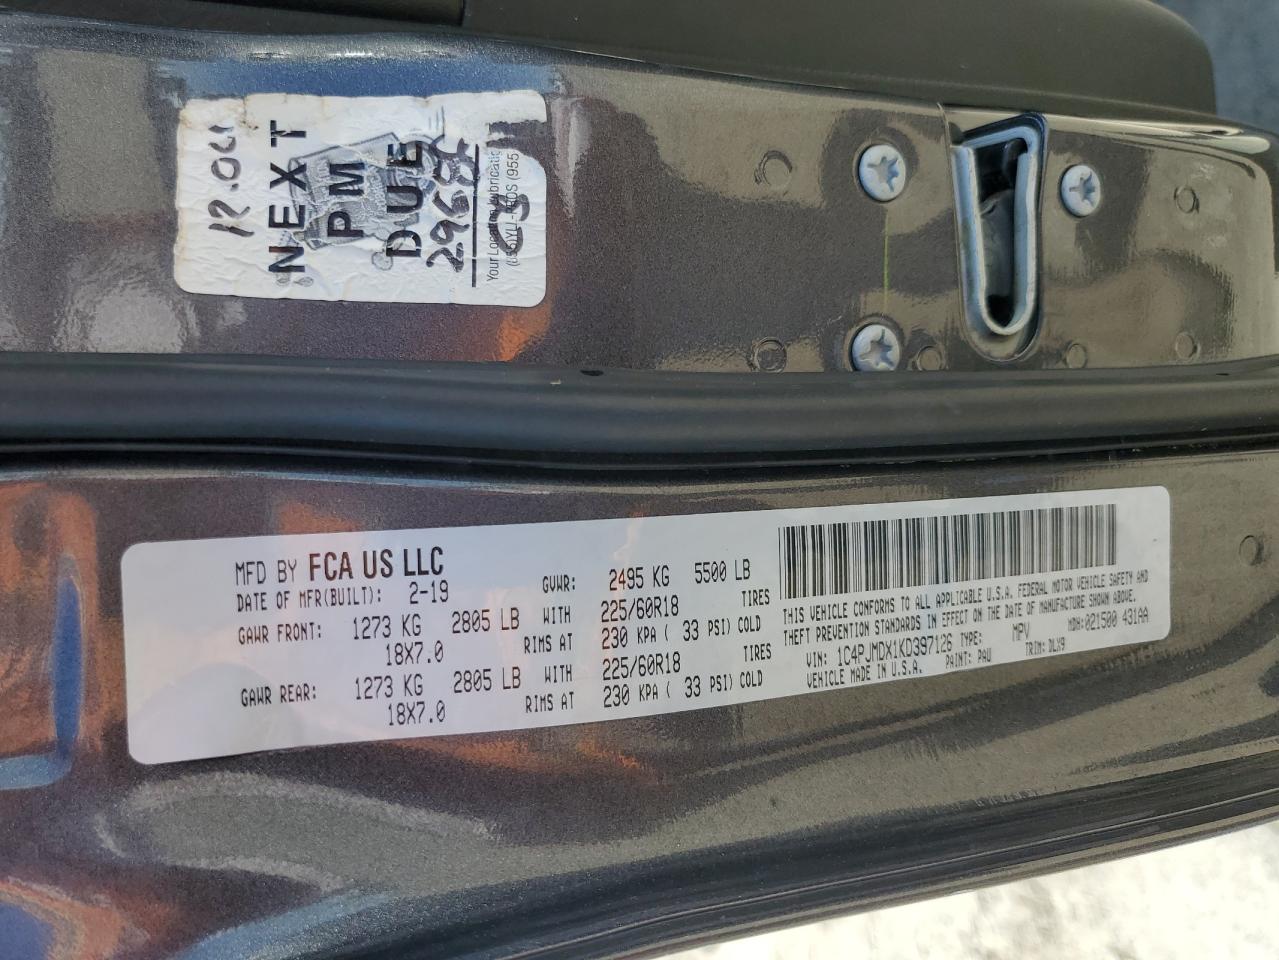 NEXT
PM
DUE
Your Local
MFD BY FCA US LLC
DATE OF MFR(BUILT): 2-19 GVWR: 2495 KG 5500 LB
GAWR FRONT: 1273 KG 2805 LB WITH 225/60R18 TIRES
18X7.0 RIMS AT 230 KPA ( 33 PSI) COLD
GAWR REAR: 1273 KG 2805 LB WITH 225/60R18 TIRES
18X7.0 RIMS AT 230 KPA ( 33 PSI) COLD
THIS VEHICLE CONFORMS TO ALL APPLICABLE U.S.A. FEDERAL MOTOR VEHICLE SAFETY AND
THEFT PREVENTION STANDARDS IN EFFECT ON THE DATE OF MANUFACTURE SHOWN ABOVE.
VIN: 1C4PJMDX1KD397126 TYPE: MPV MDH: 021500 431AA
VEHICLE MADE IN U.S.A. PAINT: PAU TRIM: DLX9